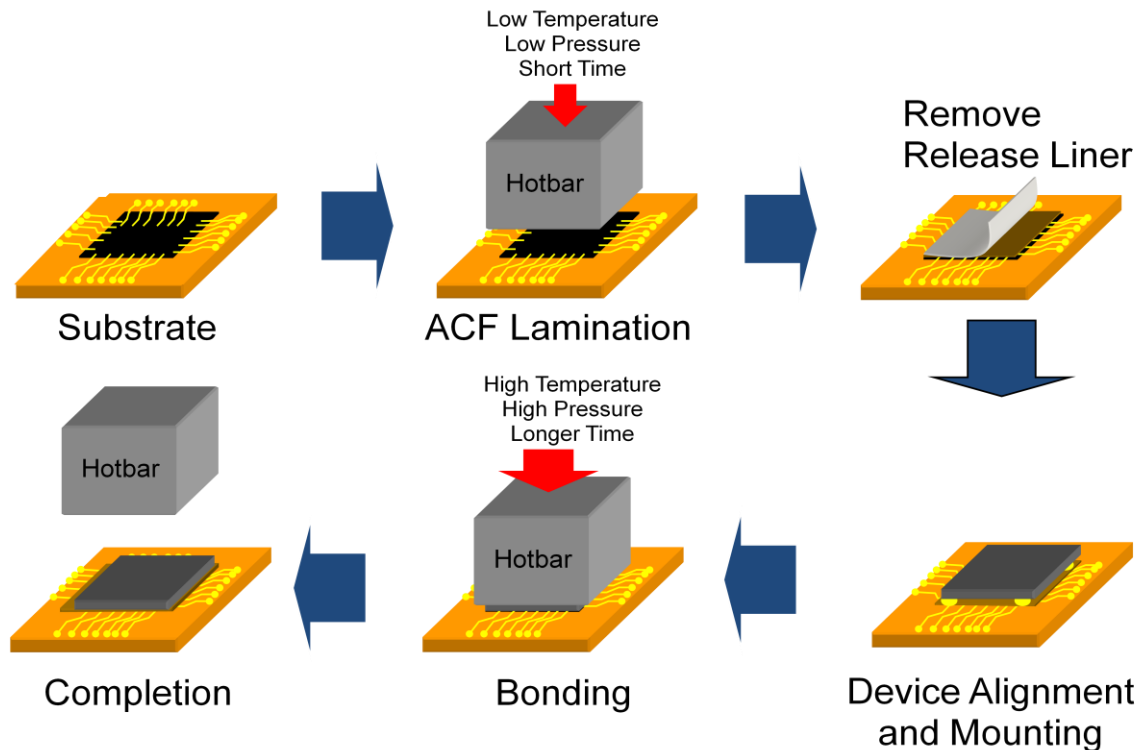 Low Temperature
Low Pressure
Short Time
Hotbar
Remove
Release Liner
Substrate
ACF Lamination
High Temperature
High Pressure
Longer Time
Hotbar
Hotbar
Completion
Bonding
Device Alignment
and Mounting